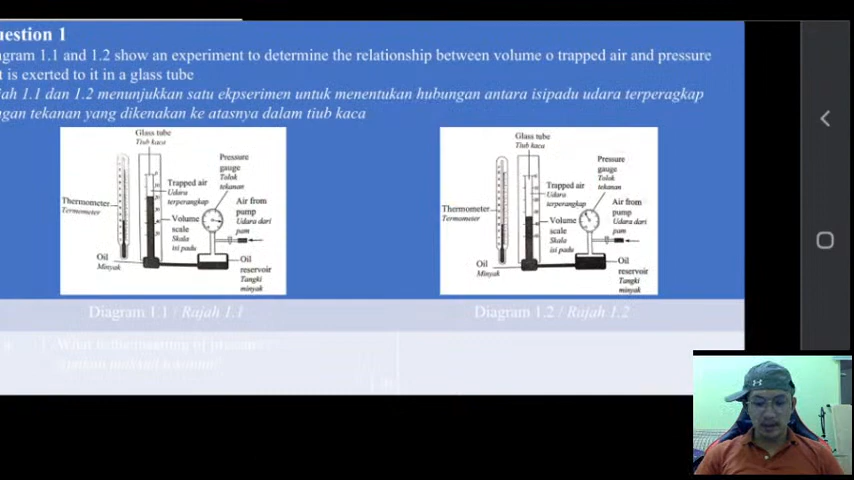 uestion 1
gram 1.1 and 1.2 show an experiment to determine the relationship between volume o trapped air and pressure
t is exerted to it in a glass tube
ah 1.1 dan 1.2 menunjukkan satu ekpserimen untuk menentukan hubungan antara isipadu udara terperagkap
ngan tekanan yang dikenakan ke atasnya dalam tiub kaca
Glass tube
Tiub kaca
Trapped air
Udara
terperangkap
Pressure
gauge
Tolok
tekanan
Thermometer
Termometer
Volume
scale
Skala
isi padu
Air from
pump
Udara dari
pam
Oil
Minyak
Oil
reservoir
Tangki
minyak
Glass tube
Tiub kaca
Trapped air
Udara
terperangkap
Pressure
gauge
Tolok
tekanan
Thermometer
Termometer
Volume
scale
Skala
isi padu
Air from
pump
Udara dari
pam
Oil
Minyak
Oil
reservoir
Tangki
minyak
Diagram 1.1 / Rajah 1.1
Diagram 1.2 / Rajah 1.2
What is the meaning of